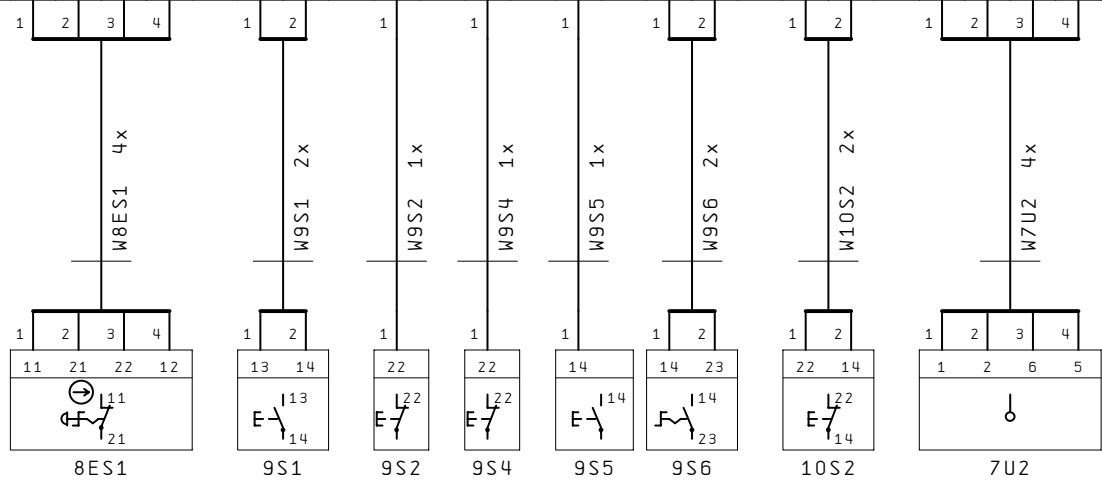 1 2 3 4 1 2 1 1 1 1 2 1 2 1 2 3 4
W8ES1 4x
W9S1 2x
W9S2 1x
W9S4 1x
W9S5 1x
W9S6 2x
W10S2 2x
W7U2 4x
1 2 3 4 1 2 1 1 1 1 2 1 2 1 2 3 4
11 21 22 12 13 14 22 22 14 14 23 22 14 1 2 6 5
11 13 22 22 14 14 22
21 14 23 14
8ES1 9S1 9S2 9S4 9S5 9S6 10S2 7U2